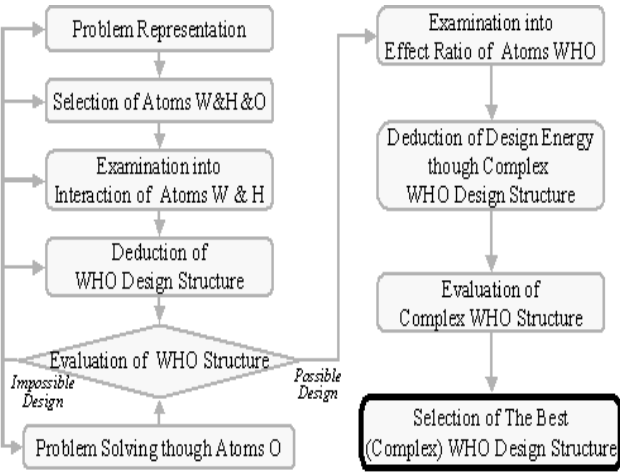 Problem Representation
Selection of Atoms W&H&O
Examination into
Interaction of Atoms W & H
Deduction of
WHO Design Structure
Evaluation of WHO Structure
Impossible
Design
Possible
Design
Problem Solving though Atoms O
Examination into
Effect Ratio of Atoms WHO
Deduction of Design Energy
though Complex
WHO Design Structure
Evaluation of
Complex WHO Structure
Selection of The Best
(Complex) WHO Design Structure